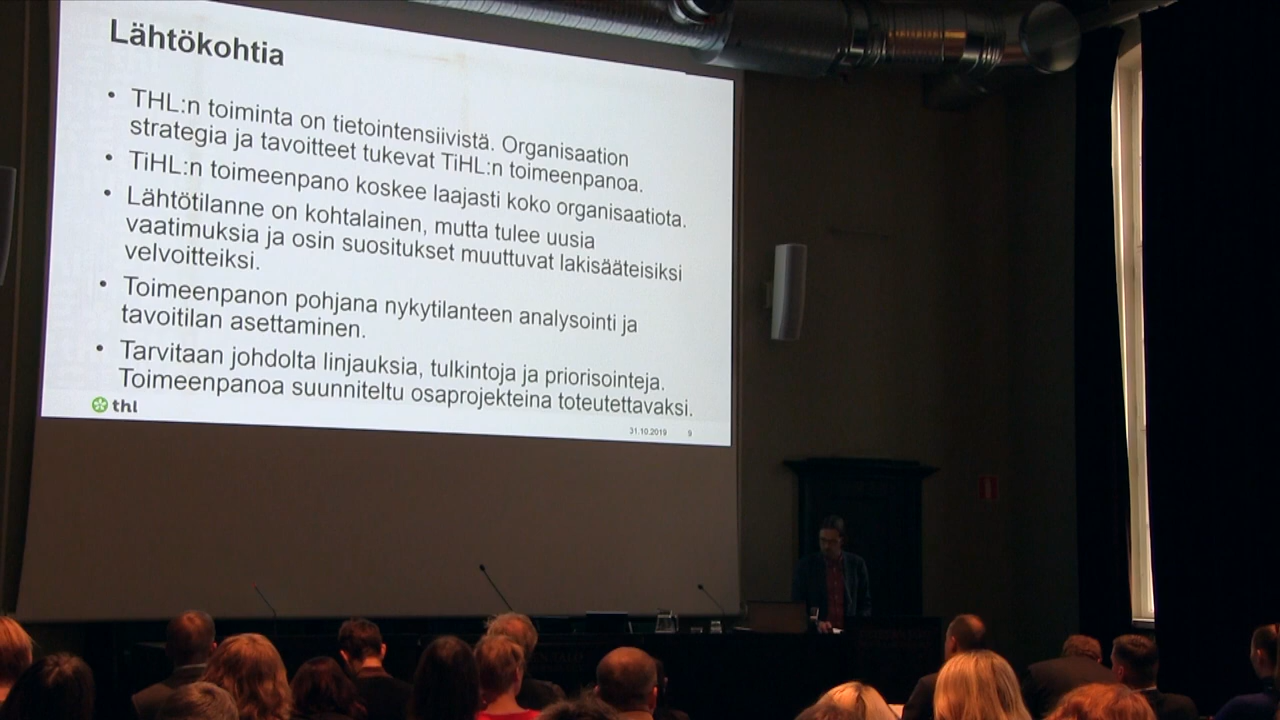 Lähtökohtia
• THL:n toiminta on tietointensiivistä. Organisaation
strategia ja tavoitteet tukevat TiHL:n toimeenpanoa.
• TiHL:n toimeenpano koskee laajasti koko organisaatiota.
• Lähtötilanne on kohtalainen, mutta tulee uusia
vaatimuksia ja osin suositukset muuttuvat lakisääteisiksi
velvoitteiksi.
• Toimeenpanon pohjana nykytilanteen analysointi ja
tavoitilan asettaminen.
• Tarvitaan johdolta linjauksia, tulkintoja ja priorisointeja.
Toimeenpanoa suunniteltu osaprojekteina toteutettavaksi.
thl
31.10.2019 9